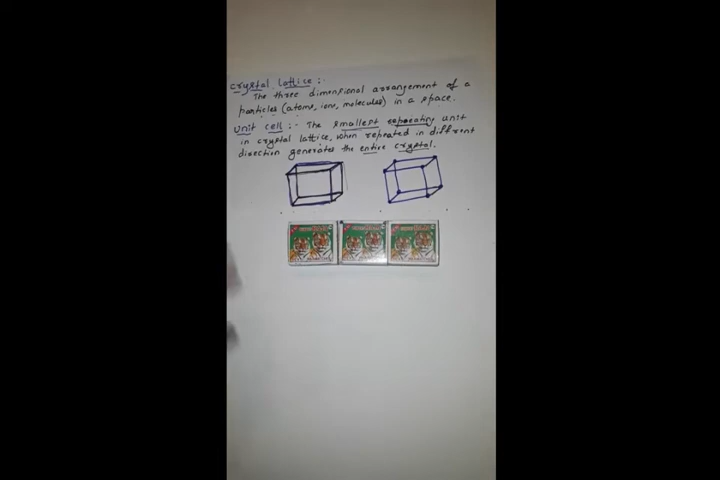 crystal lattice :-
The three dimensional arrangement of a
particles (atoms, ions, molecules) in a space.
Unit cell :- The smallest repeating unit
in crystal lattice, when repeated in different
direction generates the entire crystal.